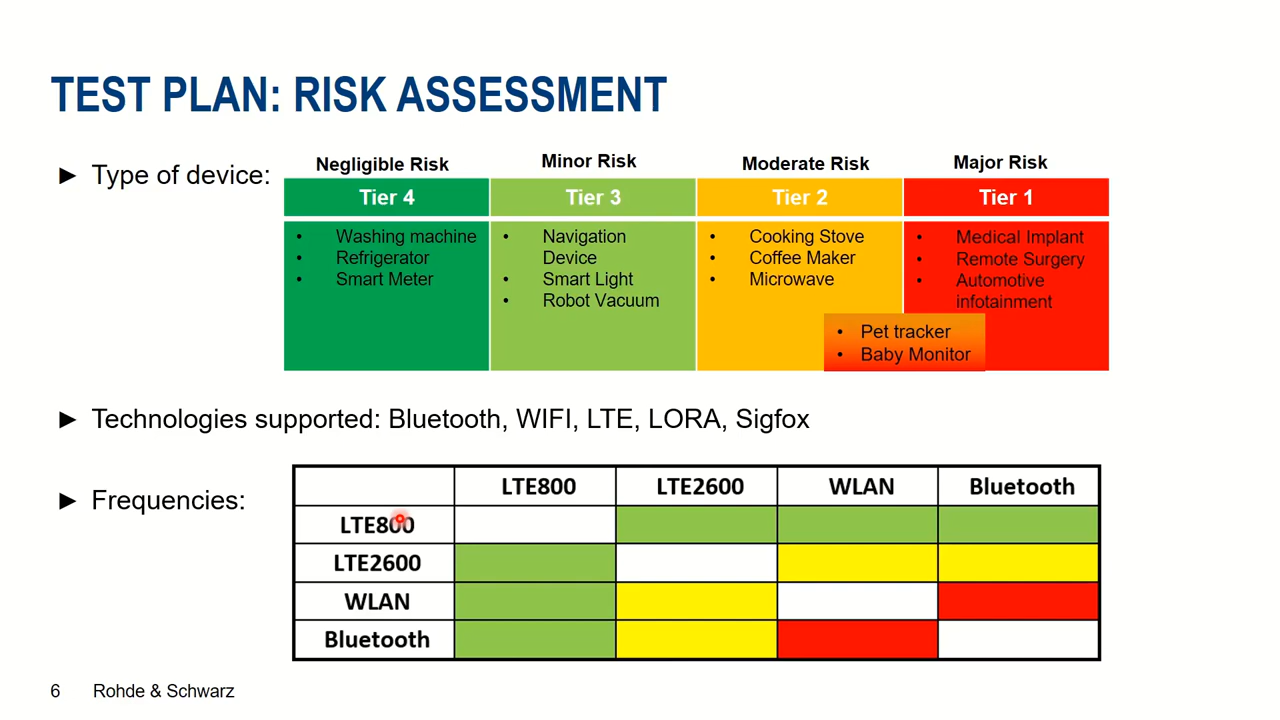 TEST PLAN: RISK ASSESSMENT
► Type of device:
Negligible Risk Minor Risk Moderate Risk Major Risk
Tier 4 Tier 3 Tier 2 Tier 1
• Washing machine
• Refrigerator
• Smart Meter
• Navigation
Device
• Smart Light
• Robot Vacuum
• Cooking Stove
• Coffee Maker
• Microwave
• Medical Implant
• Remote Surgery
• Automotive
infotainment
• Pet tracker
• Baby Monitor
► Technologies supported: Bluetooth, WIFI, LTE, LORA, Sigfox
► Frequencies:
LTE800 LTE2600 WLAN Bluetooth
LTE800
LTE2600
WLAN
Bluetooth
6 Rohde & Schwarz